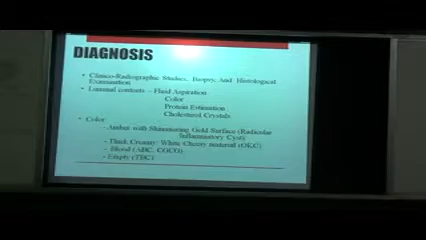 DIAGNOSIS
• Clinico-Radiographic Studies, Biopsy, And Histological
Examination
• Luminal contents – Fluid Aspiration
Color
Protein Estimation
Cholesterol Crystals
• Color
- Amber with Shimmering Gold Surface (Radicular
Inflammatory Cyst)
- Thick Creamy White Cheesy material (OKC)
- Blood (ABC, CGCG)
- Empty (TBC)